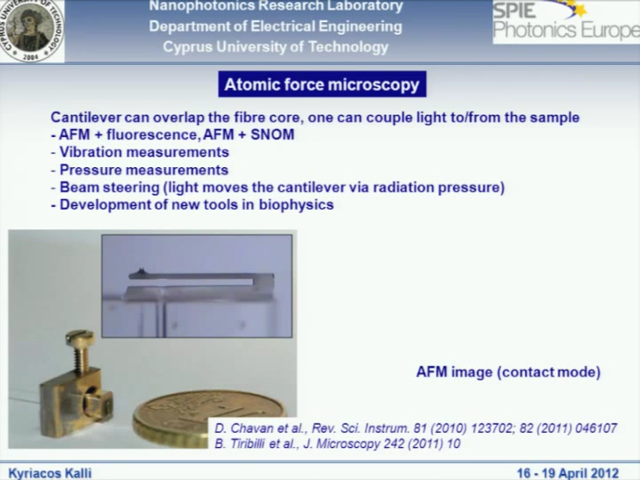 Nanophotonics Research Laboratory
Department of Electrical Engineering
Cyprus University of Technology
SPIE
Photonics Europe
Atomic force microscopy
Cantilever can overlap the fibre core, one can couple light to/from the sample
- AFM + fluorescence, AFM + SNOM
- Vibration measurements
- Pressure measurements
- Beam steering (light moves the cantilever via radiation pressure)
- Development of new tools in biophysics
AFM image (contact mode)
D. Chavan et al., Rev. Sci. Instrum. 81 (2010) 123702; 82 (2011) 046107
B. Tiribilli et al., J. Microscopy 242 (2011) 10
Kyriacos Kalli
16 - 19 April 2012